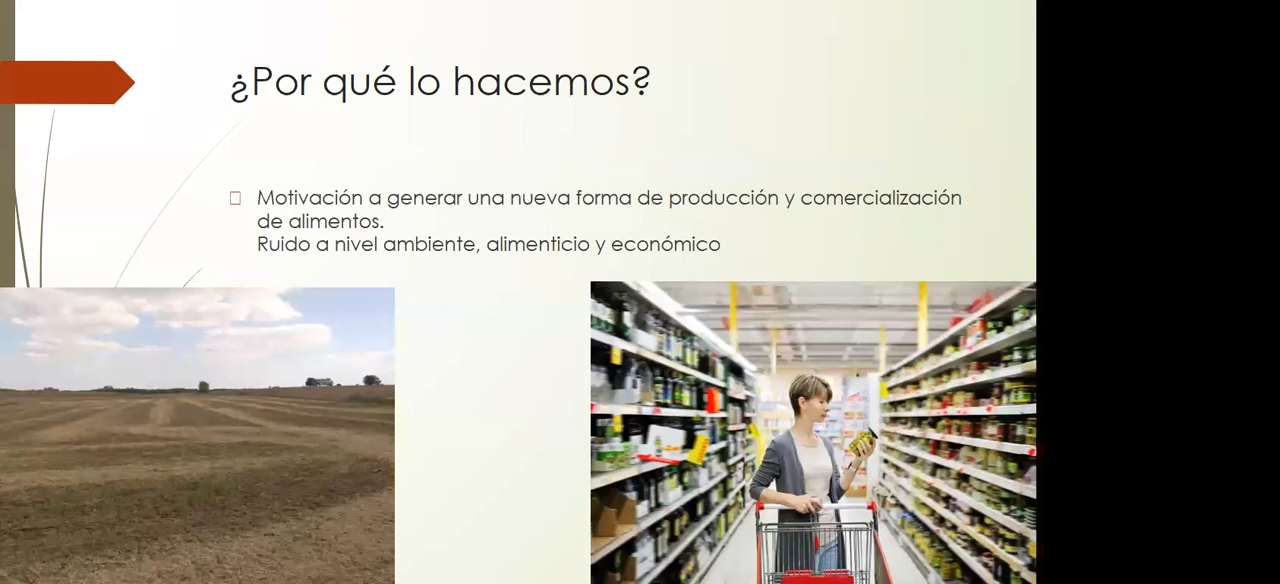 ¿Por qué lo hacemos?
Motivación a generar una nueva forma de producción y comercialización
de alimentos.
Ruido a nivel ambiente, alimenticio y económico